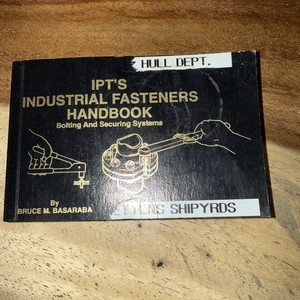 HULL DEPT.
IPT'S
INDUSTRIAL FASTENERS
HANDBOOK
Bolting And Securing Systems
By
BRUCE M. BASARABA
SHIPYRDS